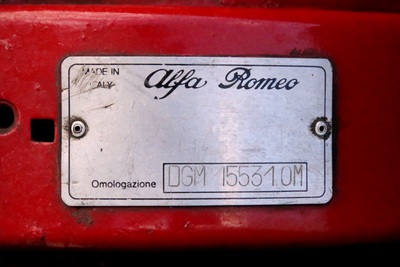 MADE IN
ITALY
Alfa Romeo
Omologazione DGM 15531 OM